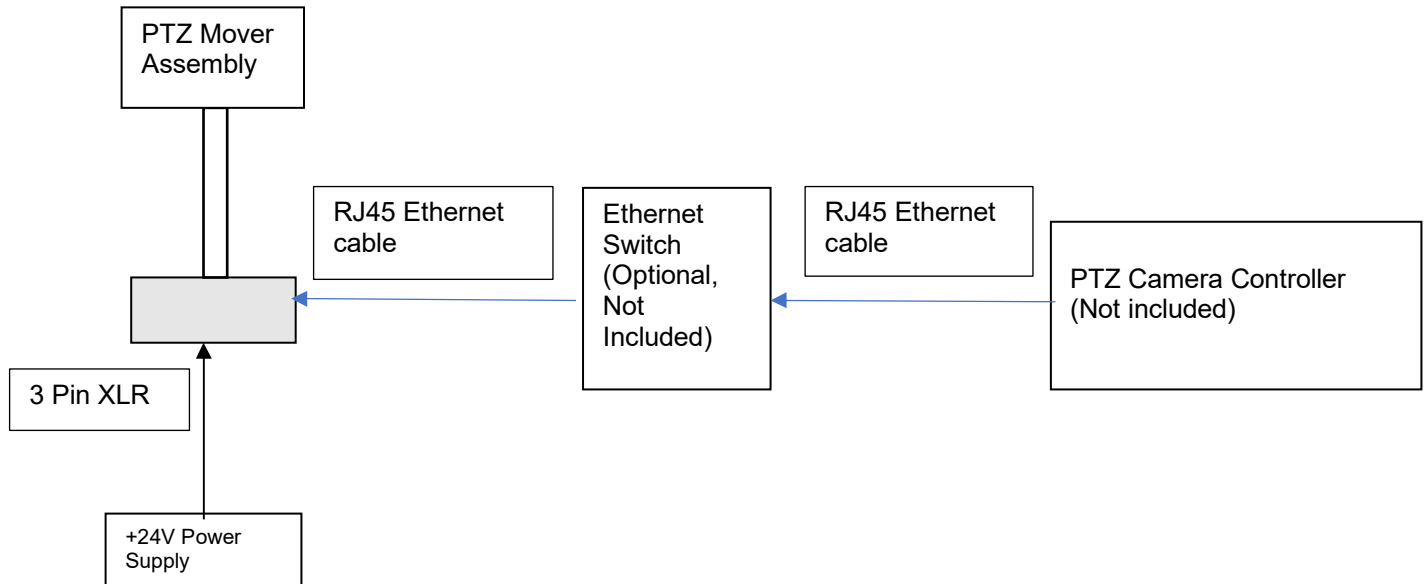 PTZ Mover
Assembly
RJ45 Ethernet
cable
Ethernet
Switch
(Optional,
Not
Included)
RJ45 Ethernet
cable
PTZ Camera Controller
(Not included)
3 Pin XLR
+24V Power
Supply